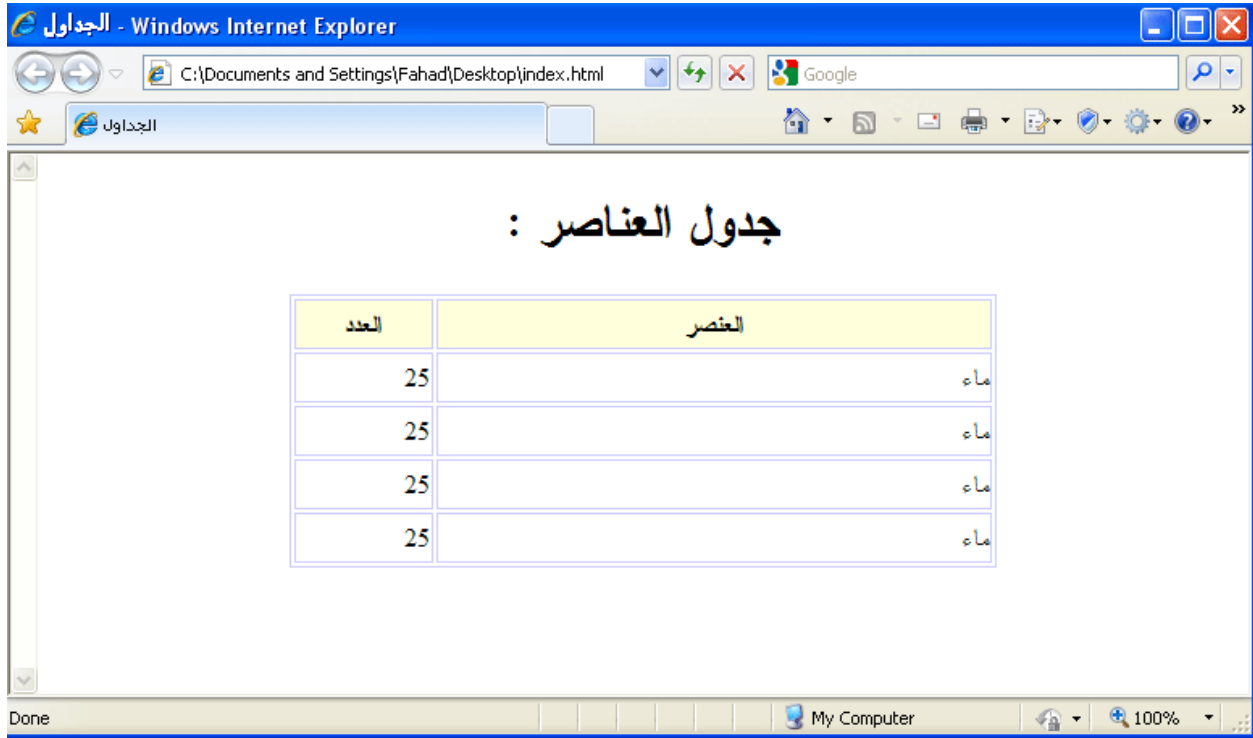 الجداول - Windows Internet Explorer
C:\Documents and Settings\Fahad\Desktop\index.html
Google
الجداول
جدول العناصر :
العنصر العدد
ماء 25
ماء 25
ماء 25
ماء 25
Done My Computer 100%